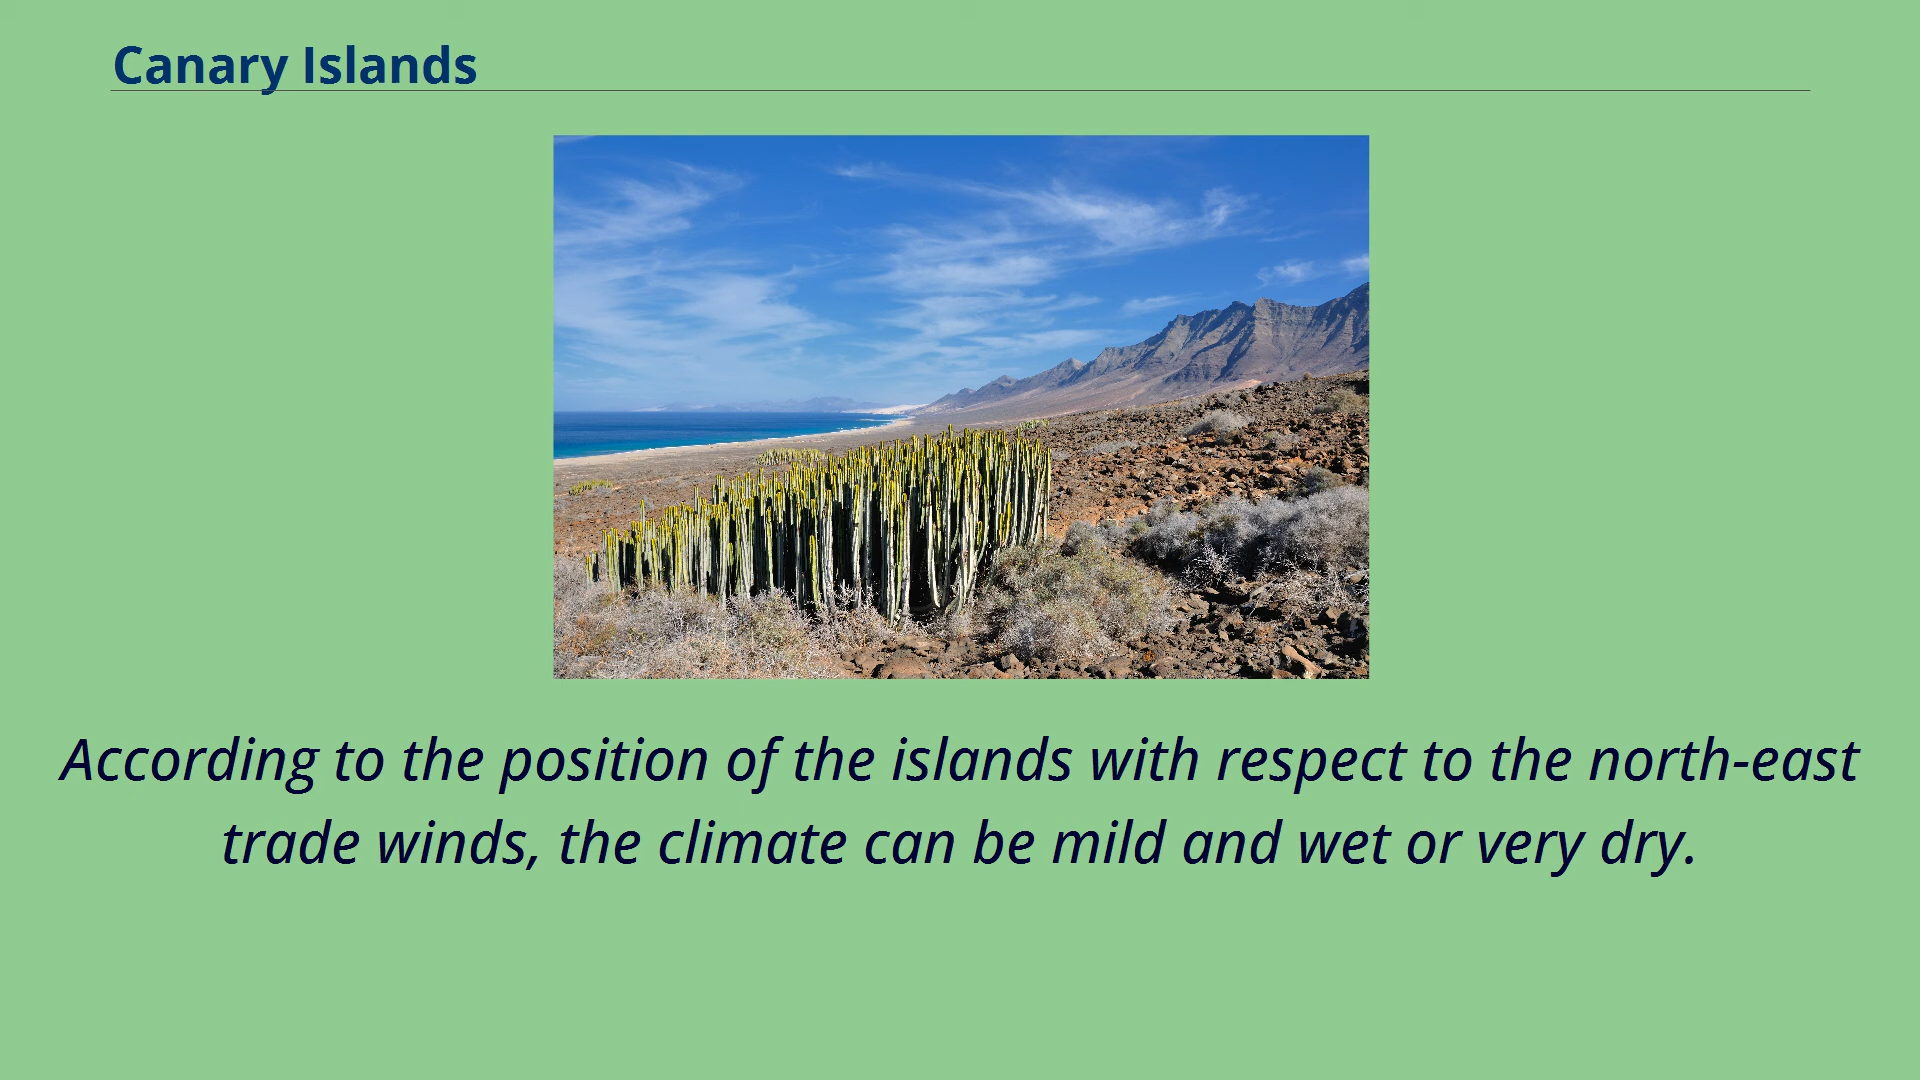 Canary Islands
According to the position of the islands with respect to the north-east
trade winds, the climate can be mild and wet or very dry.